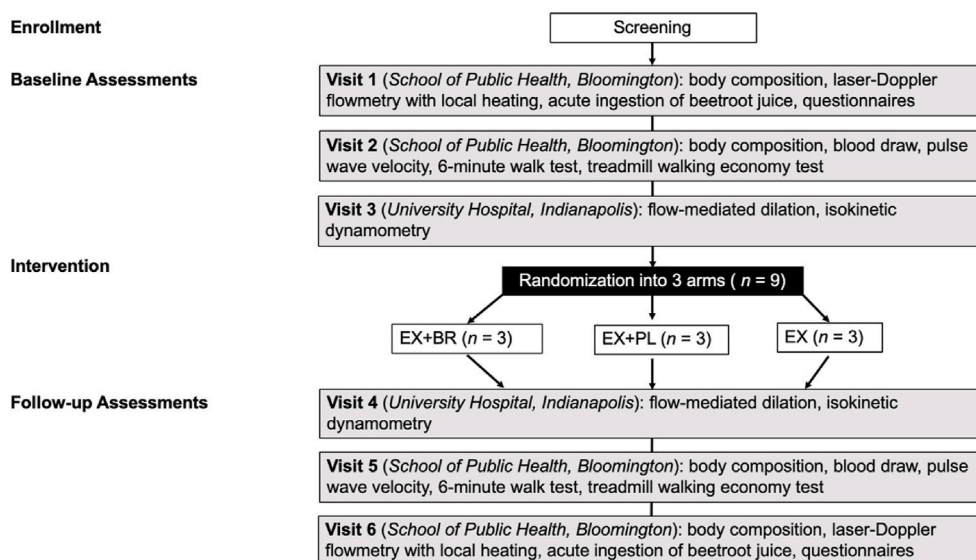 Enrollment
Screening
Baseline Assessments
Visit 1 (School of Public Health, Bloomington): body composition, laser-Doppler
flowmetry with local heating, acute ingestion of beetroot juice, questionnaires
Visit 2 (School of Public Health, Bloomington): body composition, blood draw, pulse
wave velocity, 6-minute walk test, treadmill walking economy test
Visit 3 (University Hospital, Indianapolis): flow-mediated dilation, isokinetic
dynamometry
Intervention
Randomization into 3 arms ( n = 9)
EX+BR (n = 3)
EX+PL (n = 3)
EX (n = 3)
Follow-up Assessments
Visit 4 (University Hospital, Indianapolis): flow-mediated dilation, isokinetic
dynamometry
Visit 5 (School of Public Health, Bloomington): body composition, blood draw, pulse
wave velocity, 6-minute walk test, treadmill walking economy test
Visit 6 (School of Public Health, Bloomington): body composition, laser-Doppler
flowmetry with local heating, acute ingestion of beetroot juice, questionnaires